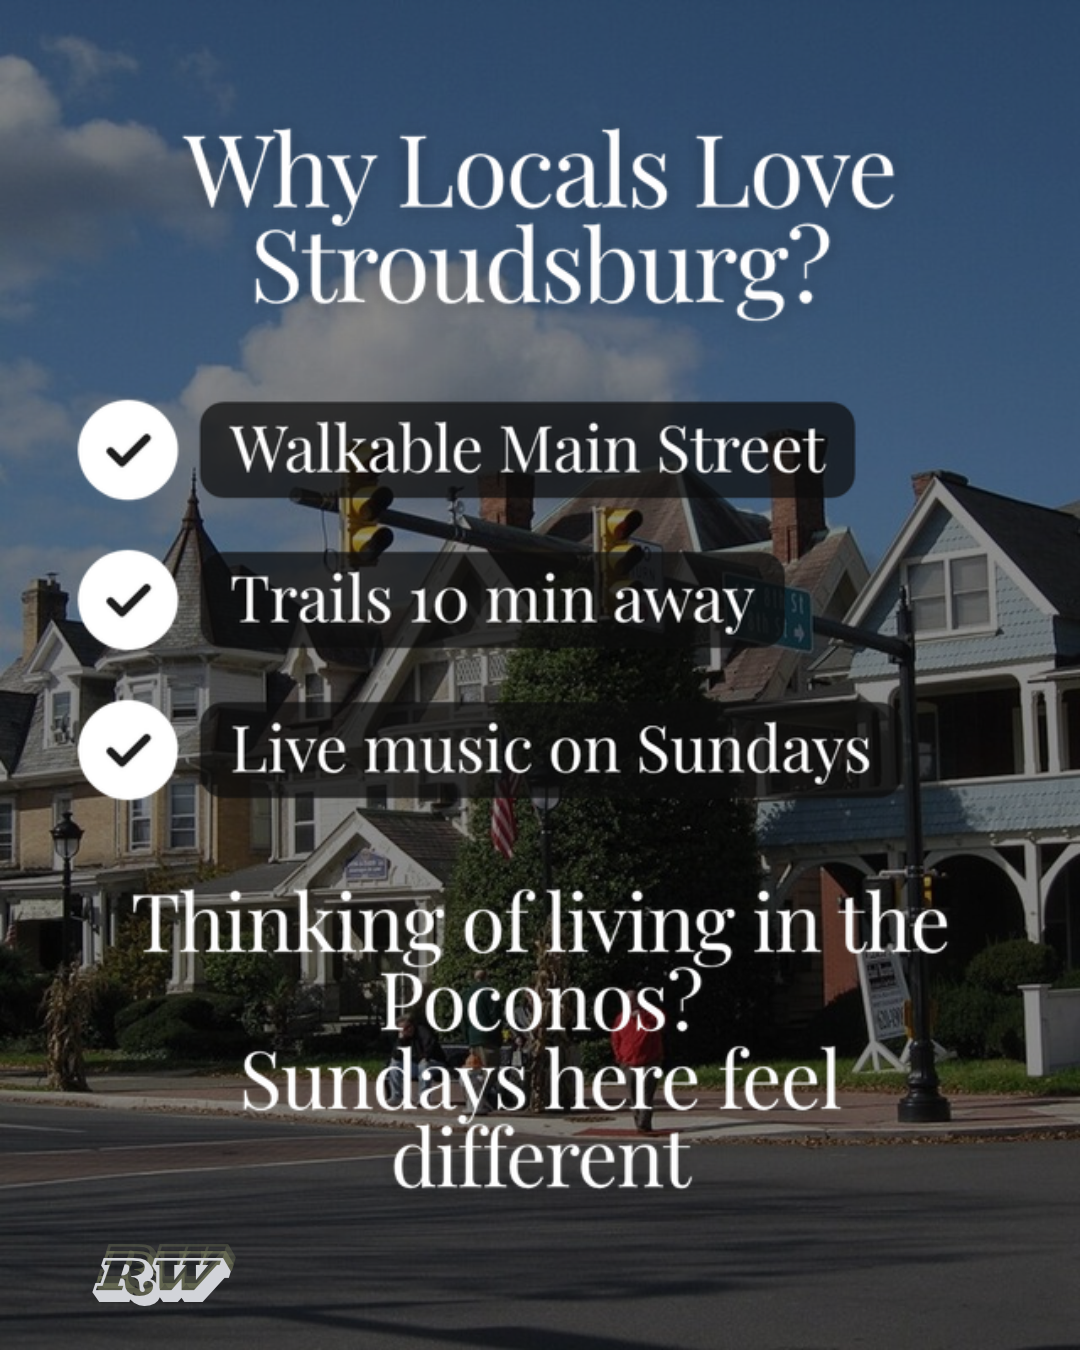 Why Locals Love
Stroudsburg?
Walkable Main Street
Trails 10 min away
Live music on Sundays
Thinking of living in the
Poconos?
Sundays here feel
different
RW